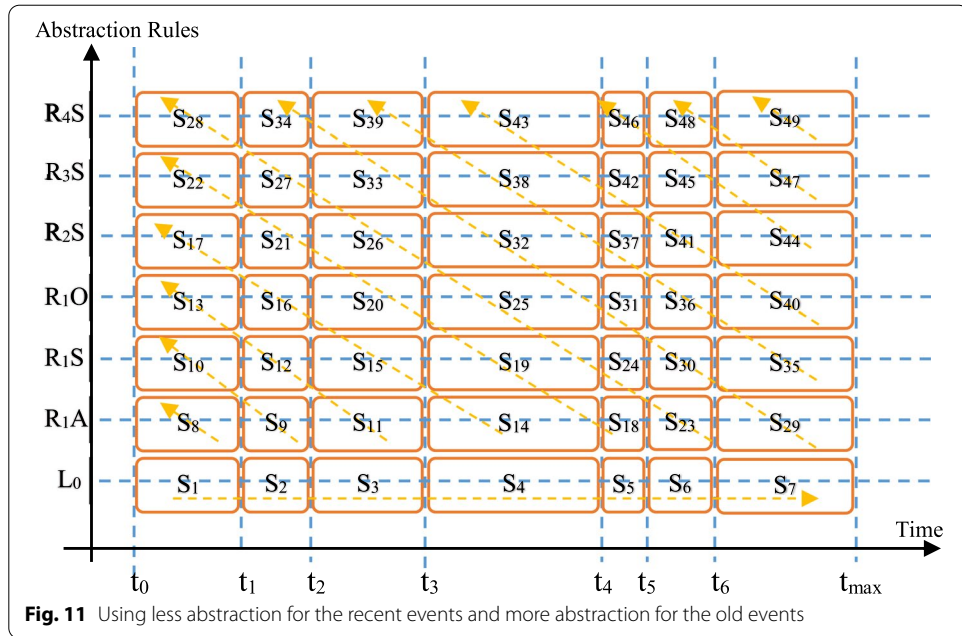 Abstraction Rules
R₄S S₂₈ S₃₄ S₃₉ S₄₃ S₄₆ S₄₈ S₄₉
R₃S S₂₂ S₂₇ S₃₃ S₃₈ S₄₂ S₄₅ S₄₇
R₂S S₁₇ S₂₁ S₂₆ S₃₂ S₃₇ S₄₁ S₄₄
R₁O S₁₃ S₁₆ S₂₀ S₂₅ S₃₁ S₃₆ S₄₀
R₁S S₁₀ S₁₂ S₁₅ S₁₉ S₂₄ S₃₀ S₃₅
R₁A S₈ S₉ S₁₁ S₁₄ S₁₈ S₂₃ S₂₉
L₀ S₁ S₂ S₃ S₄ S₅ S₆ S₇
Time
t₀ t₁ t₂ t₃ t₄ t₅ t₆ tₘₐₓ
Fig. 11 Using less abstraction for the recent events and more abstraction for the old events